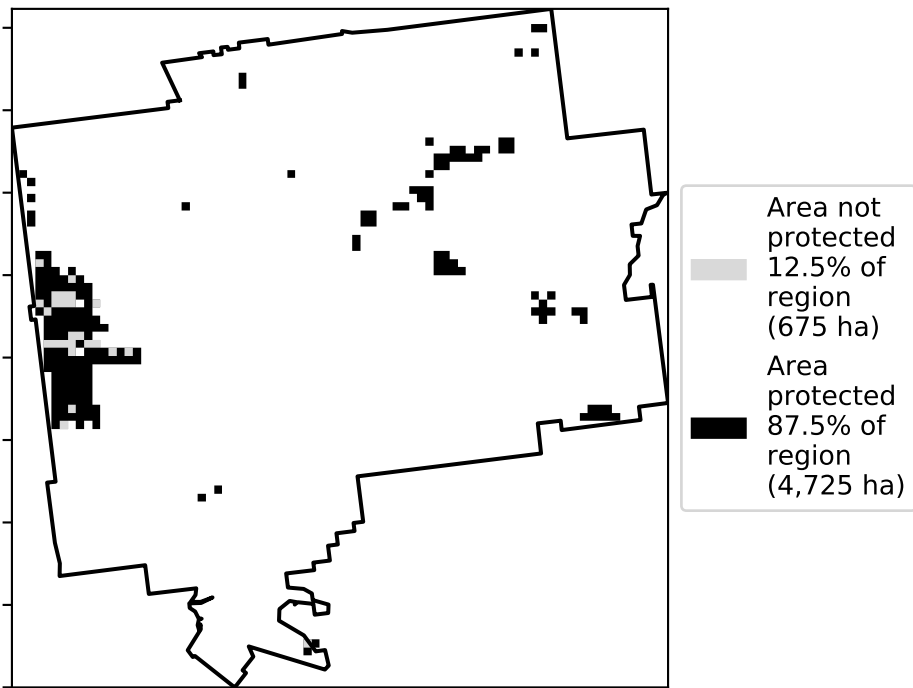 Area not
protected
12.5% of
region
(675 ha)
Area
protected
87.5% of
region
(4,725 ha)